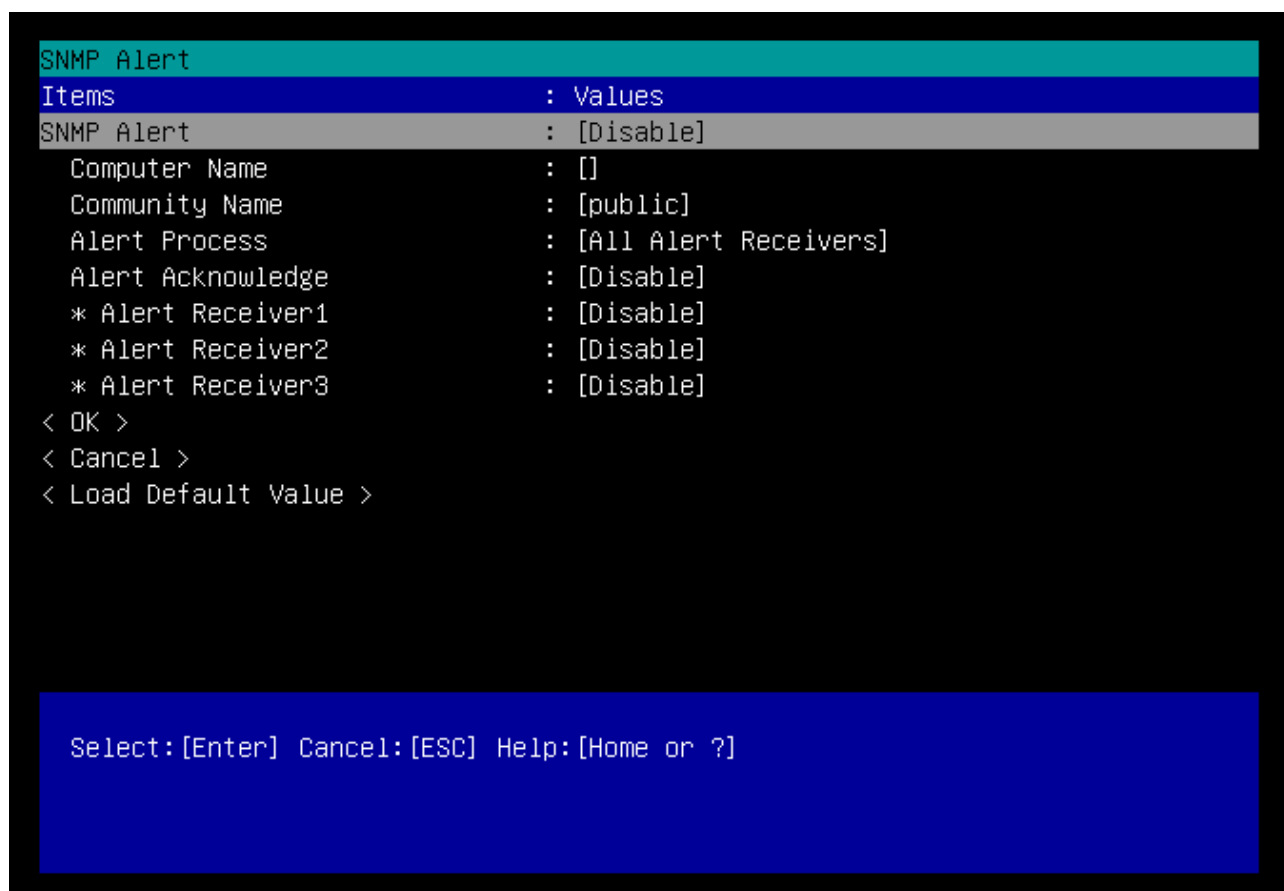 SNMP Alert
Items : Values
SNMP Alert : [Disable]
Computer Name : []
Community Name : [public]
Alert Process : [All Alert Receivers]
Alert Acknowledge : [Disable]
* Alert Receiver1 : [Disable]
* Alert Receiver2 : [Disable]
* Alert Receiver3 : [Disable]
< OK >
< Cancel >
< Load Default Value >
Select:[Enter] Cancel:[ESC] Help:[Home or ?]